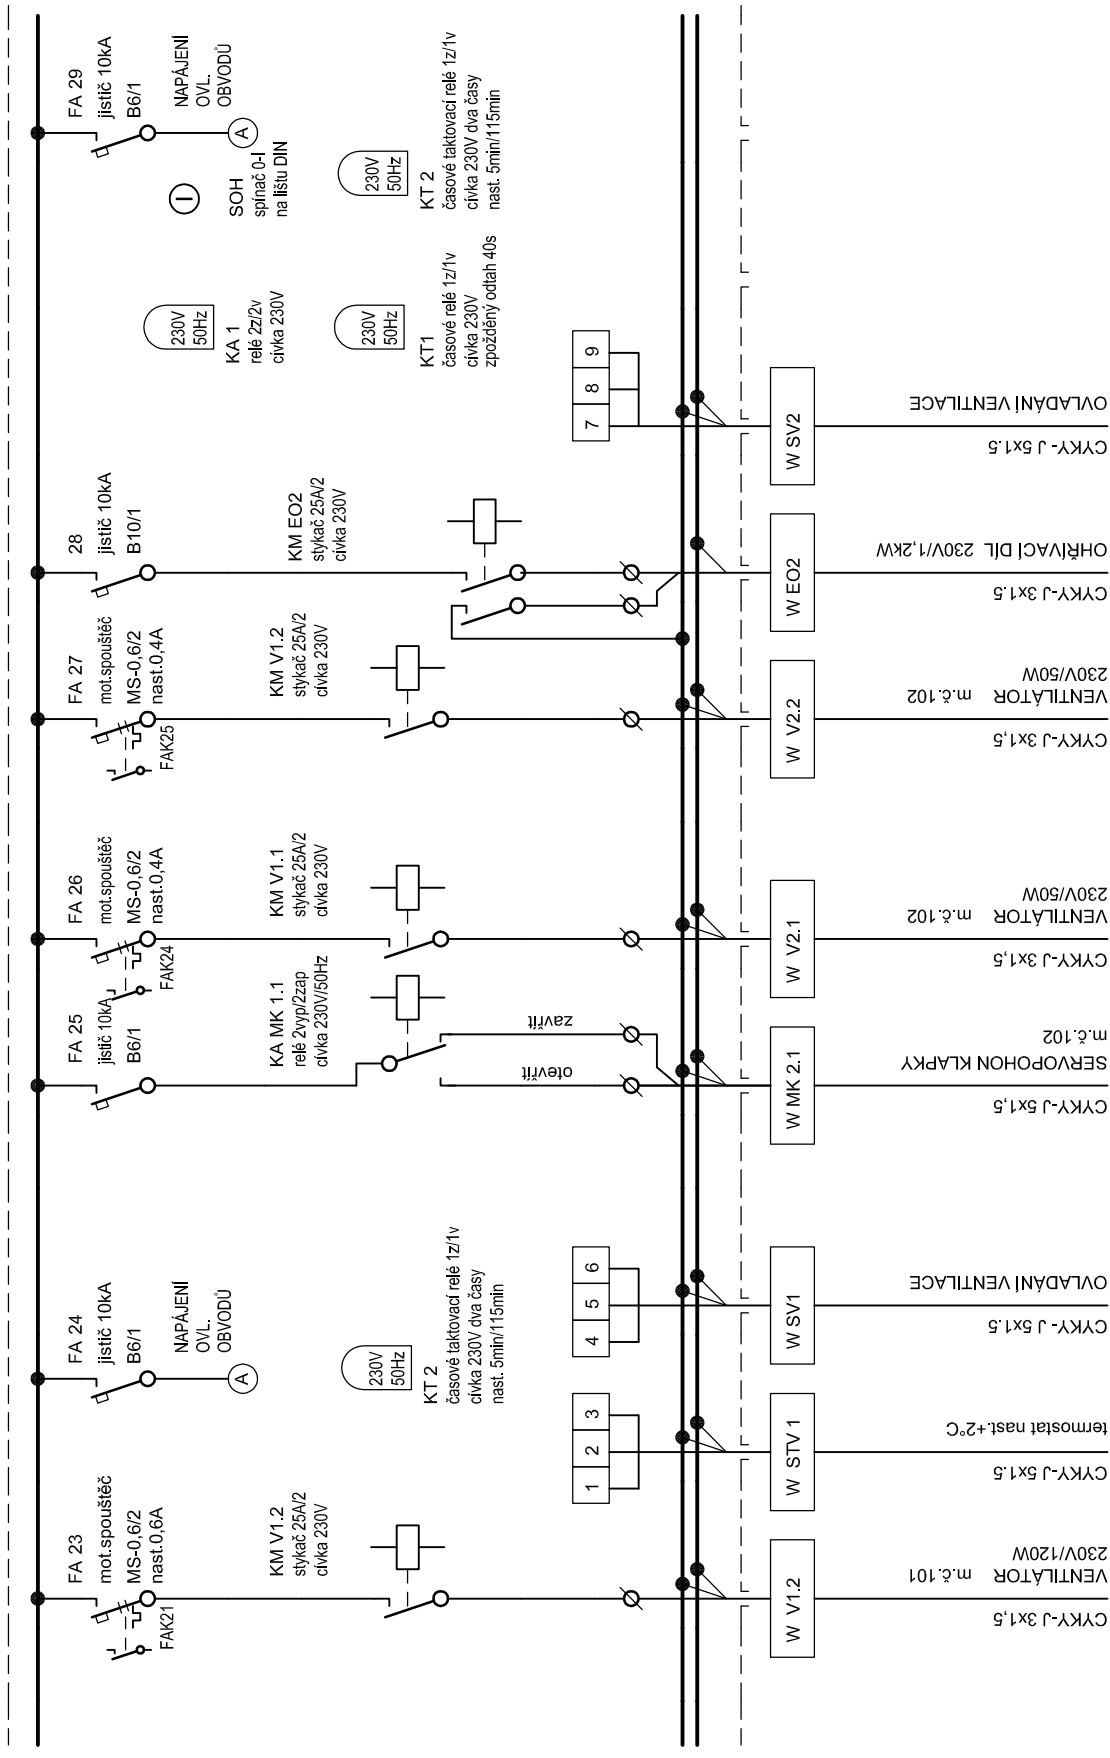 FA 23
mot.spouštěč
MS-0,6/2
nast.0,6A
FAK21
KM V1.2
stykač 25A/2
cívka 230V
W V1.2
CYKY-J 3x1,5
VENTILÁTOR m.č.101
230V/120W
1
2
3
W STV 1
CYKY-J 5x1.5
termostat nast.+2°C
FA 24
jistič 10kA
B6/1
NAPÁJENÍ
OVL.
OBVODŮ
A
230V
50Hz
KT 2
časové taktovací relé 1z/1v
cívka 230V dva časy
nast. 5min/115min
4
5
6
W SV1
CYKY-J 5x1.5
OVLADÁNÍ VENTILACE
FA 25
jistič 10kA
B6/1
KA MK 1.1
relé 2vyp/2zap
cívka 230V/50Hz
otevřít
zavřít
W MK 2.1
CYKY-J 5x1,5
SERVOPOHON KLAPKY
m.č.102
FA 26
mot.spouštěč
MS-0,6/2
nast.0,4A
FAK24
KM V1.1
stykač 25A/2
cívka 230V
W V2.1
CYKY-J 3x1,5
VENTILÁTOR m.č.102
230V/50W
FA 27
mot.spouštěč
MS-0,6/2
nast.0,4A
FAK25
KM V1.2
stykač 25A/2
cívka 230V
W V2.2
CYKY-J 3x1,5
VENTILÁTOR m.č.102
230V/50W
28
jistič 10kA
B10/1
KM EO2
stykač 25A/2
cívka 230V
W EO2
CYKY-J 3x1.5
OHŘÍVACÍ DÍL 230V/1,2kW
230V
50Hz
KA 1
relé 2z/2v
cívka 230V
230V
50Hz
KT1
časové relé 1z/1v
cívka 230V
zpožděný odtah 40s
7
8
9
W SV2
CYKY-J 5x1.5
OVLADÁNÍ VENTILACE
FA 29
jistič 10kA
B6/1
NAPÁJENÍ
OVL.
OBVODŮ
A
I
SOH
spínač 0-I
na lištu DIN
230V
50Hz
KT 2
časové taktovací relé 1z/1v
cívka 230V dva časy
nast. 5min/115min